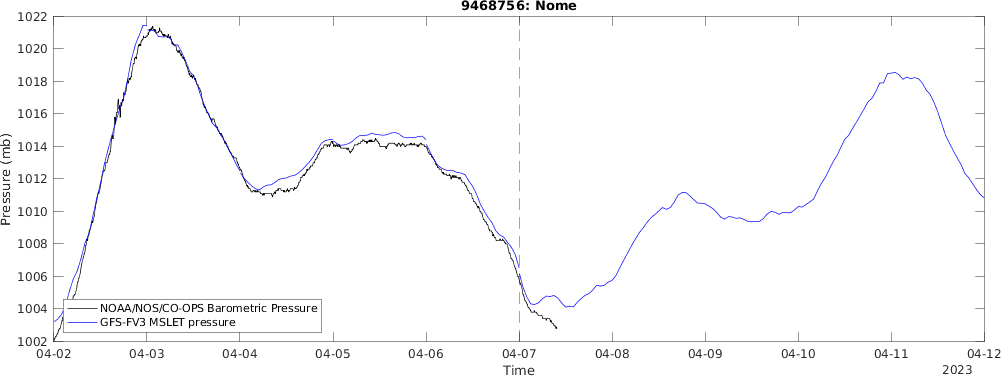 9468756: Nome
1022
1020
1018
1016
1014
1012
1010
1008
1006
1004
1002
Pressure (mb)
NOAA/NOS/CO-OPS Barometric Pressure
GFS-FV3 MSLET pressure
04-02 04-03 04-04 04-05 04-06 04-07 04-08 04-09 04-10 04-11 04-12
Time
2023